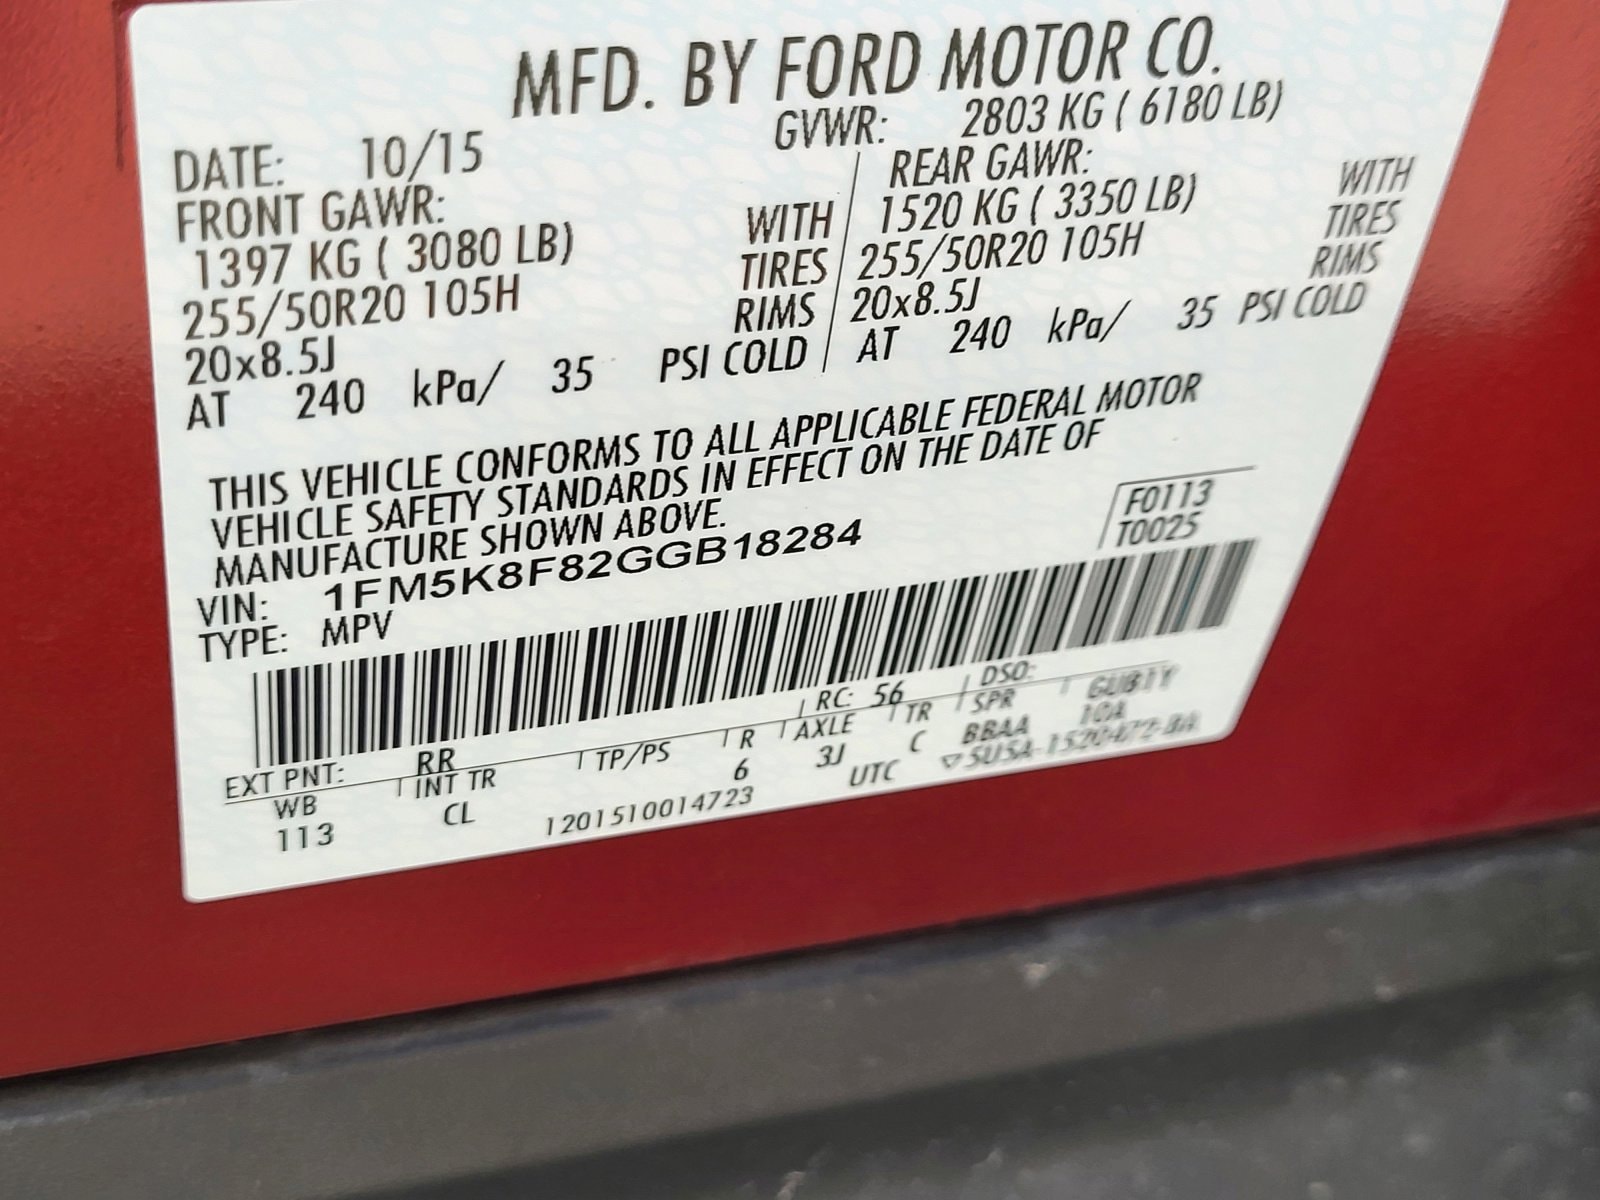 MFD. BY FORD MOTOR CO.
DATE: 10/15 GVWR: 2803 KG ( 6180 LB)
FRONT GAWR: REAR GAWR:
1397 KG ( 3080 LB) WITH 1520 KG ( 3350 LB) WITH
255/50R20 105H TIRES 255/50R20 105H TIRES
20x8.5J RIMS 20x8.5J RIMS
AT 240 kPa/ 35 PSI COLD AT 240 kPa/ 35 PSI COLD
THIS VEHICLE CONFORMS TO ALL APPLICABLE FEDERAL MOTOR
VEHICLE SAFETY STANDARDS IN EFFECT ON THE DATE OF
MANUFACTURE SHOWN ABOVE.
F0113
T0025
VIN: 1FM5K8F82GGB18284
TYPE: MPV
EXT PNT: RR RC: 56 DSO:
WB INT TR TP/PS R AXLE TR SPR GUB1Y
113 CL 6 3J C BBAA 10A
1201510014723 UTC